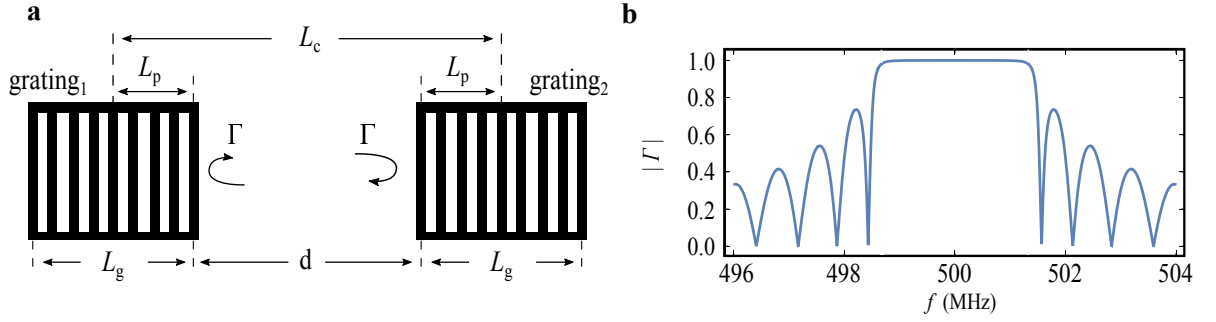 a
L_c
L_p
L_p
grating_1
grating_2
Γ
Γ
L_g
d
L_g
b
|Γ|
1.0
0.8
0.6
0.4
0.2
0.0
496
498
500
502
504
f (MHz)